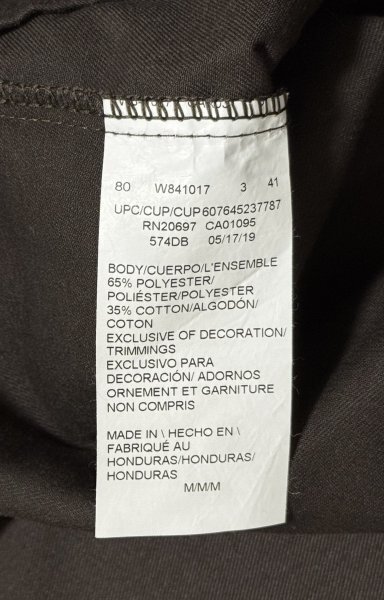 80 W841017 3 41
UPC/CUP/CUP607645237787
RN20697 CA01095
574DB 05/17/19
BODY/CUERPO/L'ENSEMBLE
65% POLYESTER/
POLIÉSTER/POLYESTER
35% COTTON/ALGODÓN/
COTON
EXCLUSIVE OF DECORATION/
TRIMMINGS
EXCLUSIVO PARA
DECORACIÓN/ ADORNOS
ORNEMENT ET GARNITURE
NON COMPRIS
MADE IN \ HECHO EN \
FABRIQUÉ AU
HONDURAS/HONDURAS/
HONDURAS
M/M/M